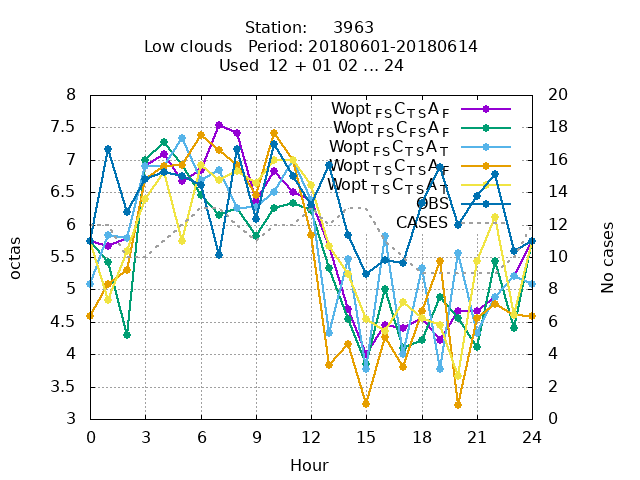 Station: 3963
Low clouds Period: 20180601-20180614
Used 12 + 01 02 ... 24
8 20
7.5 18
7 16
6.5 14
6 12
5.5 10
5 8
4.5 6
4 4
3.5 2
3 0
Wopt FS C TS A F
Wopt FS C FS A F
Wopt FS C TS A T
Wopt TS C TS A F
Wopt TS C TS A T
OBS
CASES
octas
No cases
0 3 6 9 12 15 18 21 24
Hour